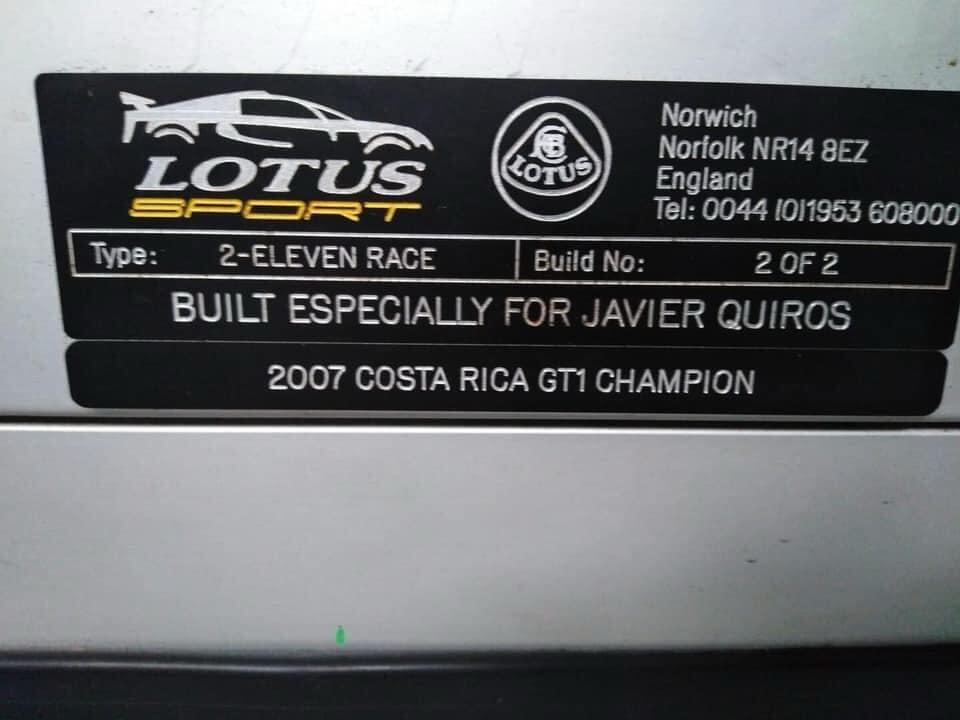 LOTUS
SPORT
LOTUS
Norwich
Norfolk NR14 8EZ
England
Tel: 0044 (0)1953 608000
Type: 2-ELEVEN RACE Build No: 2 OF 2
BUILT ESPECIALLY FOR JAVIER QUIROS
2007 COSTA RICA GT1 CHAMPION